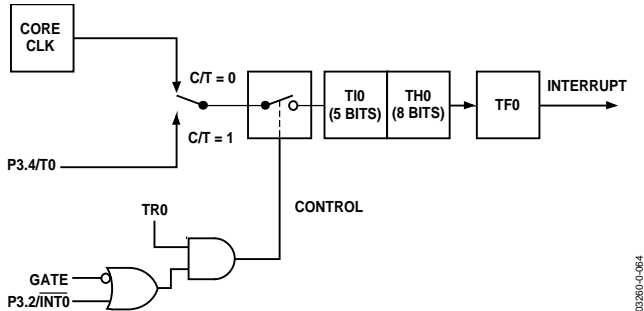 CORE
CLK
C/T = 0
C/T = 1
P3.4/T0
TI0
(5 BITS)
TH0
(8 BITS)
TF0
INTERRUPT
TR0
CONTROL
GATE
P3.2/INT0
03260-0-064